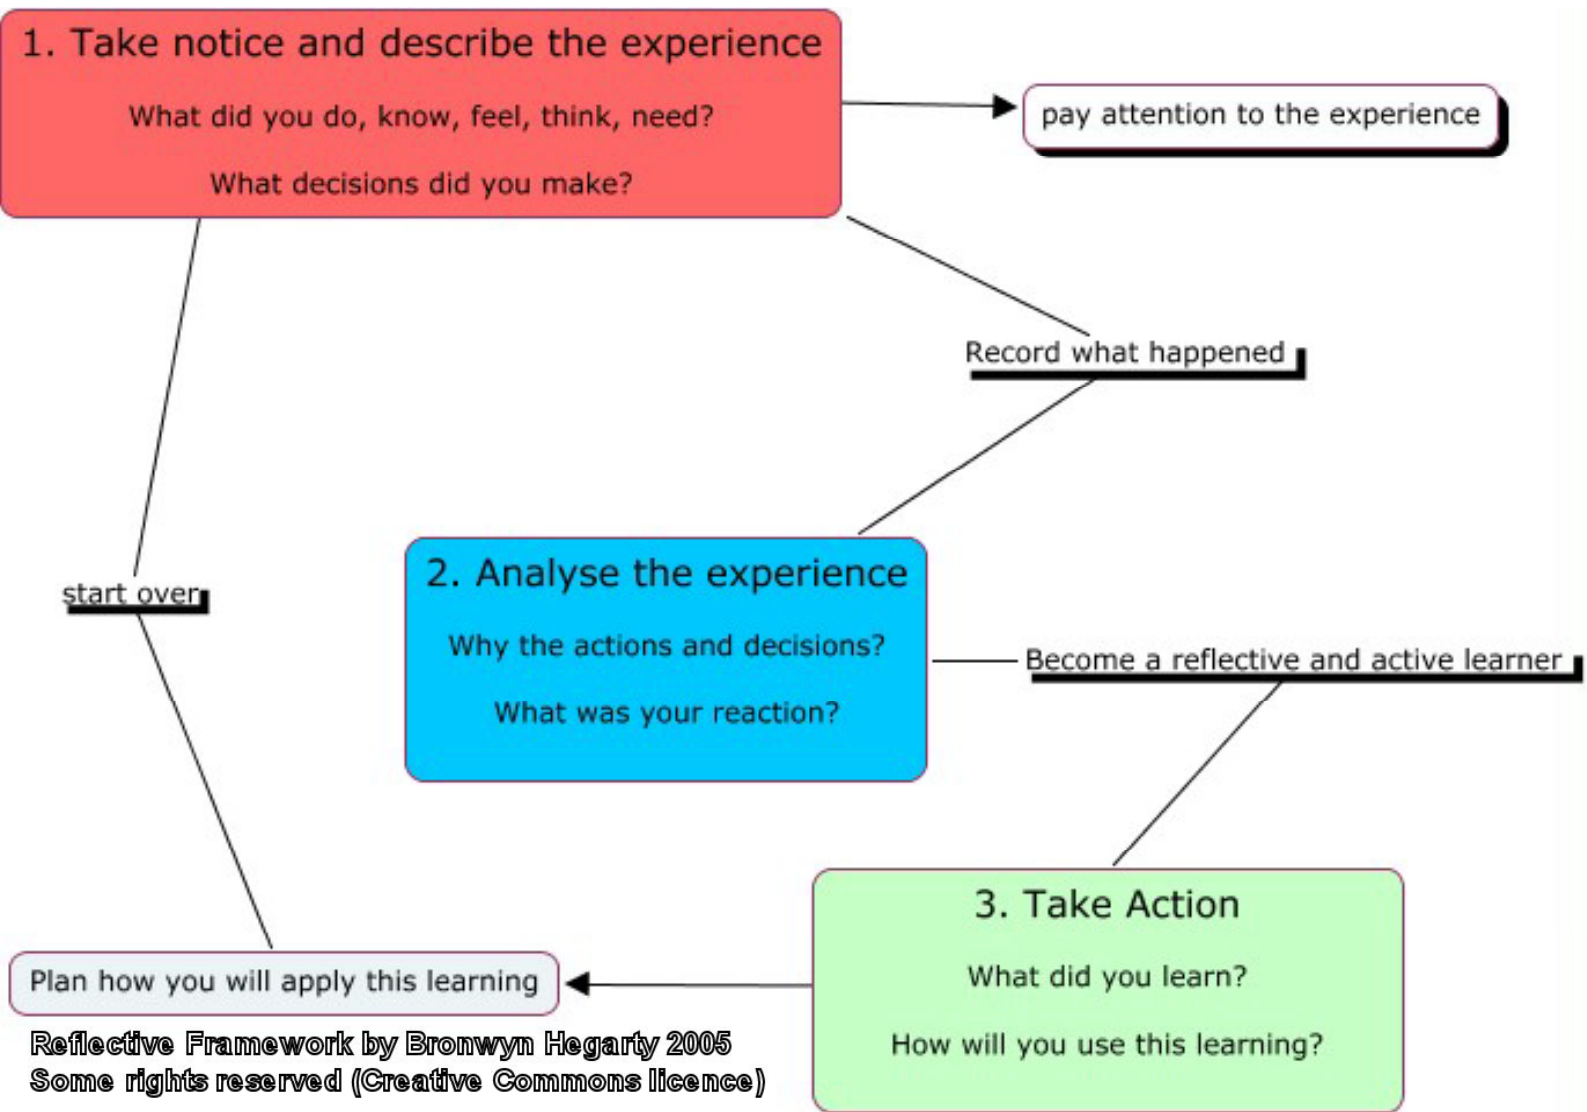 1. Take notice and describe the experience
What did you do, know, feel, think, need?
What decisions did you make?
pay attention to the experience
Record what happened
2. Analyse the experience
Why the actions and decisions?
What was your reaction?
start over
Become a reflective and active learner
3. Take Action
What did you learn?
How will you use this learning?
Plan how you will apply this learning
Reflective Framework by Bronwyn Hegarty 2005
Some rights reserved (Creative Commons licence)